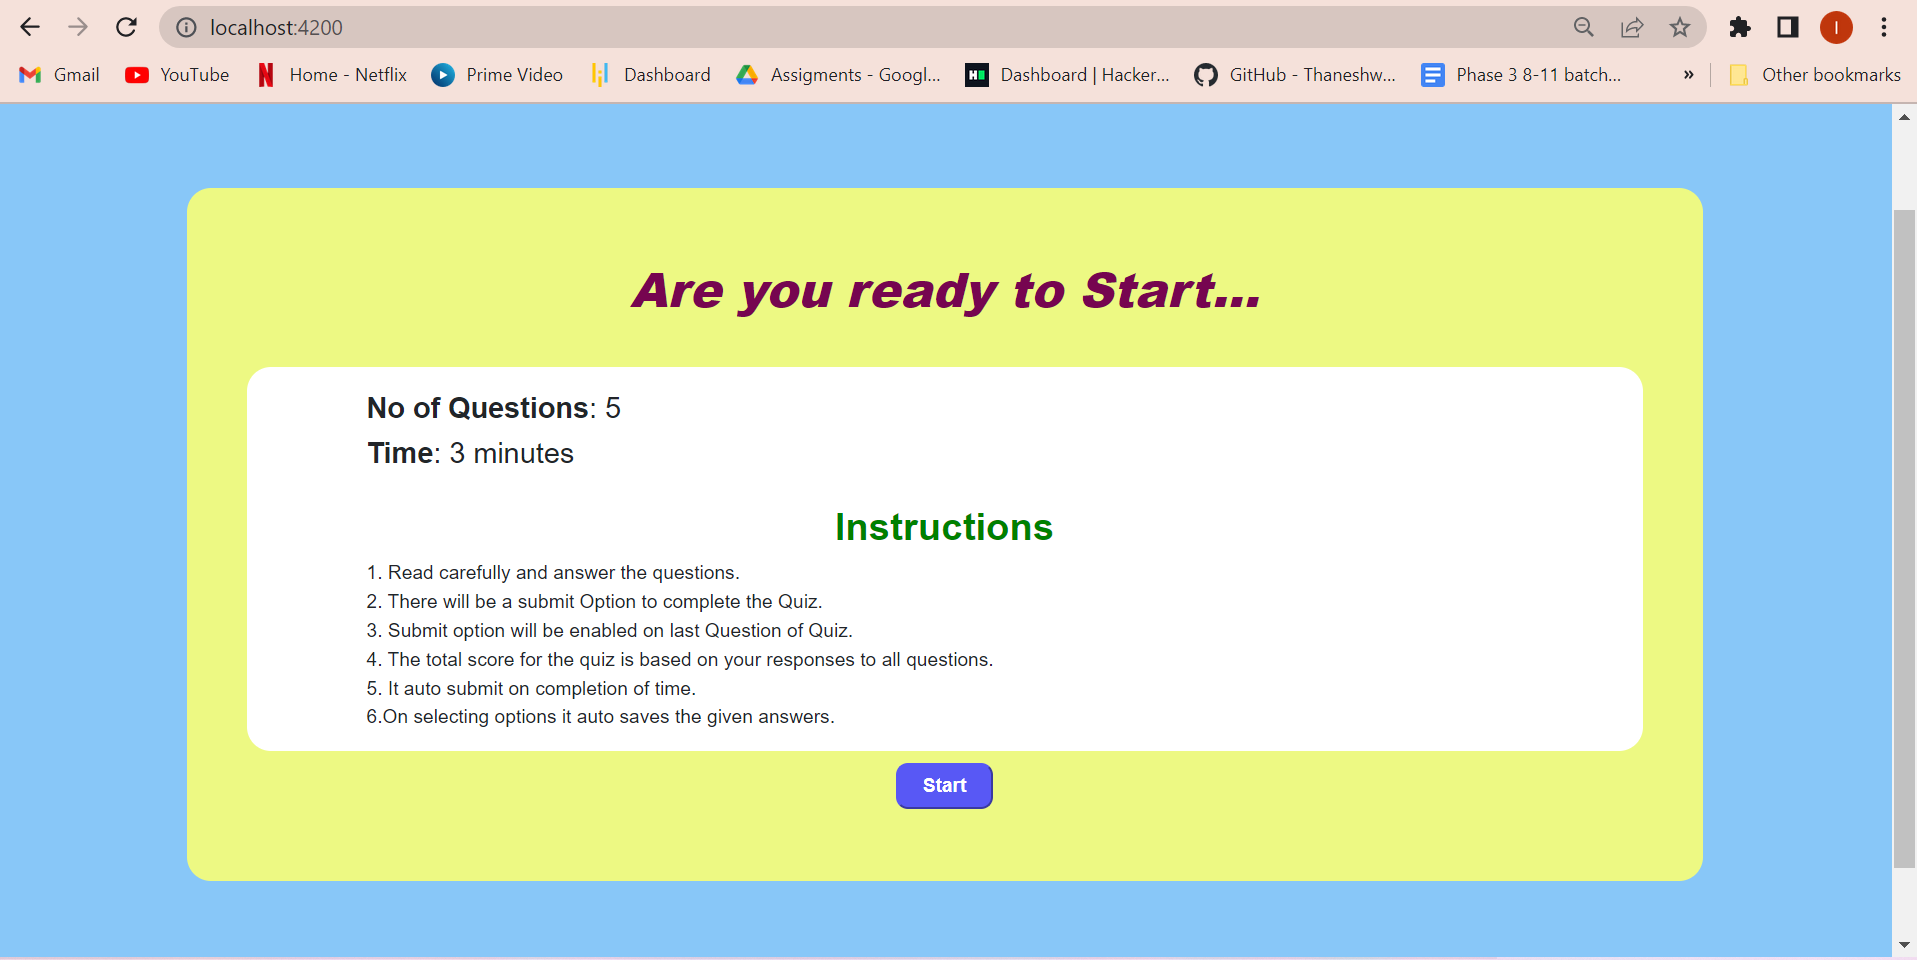 localhost:4200
Gmail YouTube Home - Netflix Prime Video Dashboard Assigments - Googl... Dashboard | Hacker... GitHub - Thaneshw... Phase 3 8-11 batch... » Other bookmarks
Are you ready to Start...
No of Questions: 5
Time: 3 minutes
Instructions
1. Read carefully and answer the questions.
2. There will be a submit Option to complete the Quiz.
3. Submit option will be enabled on last Question of Quiz.
4. The total score for the quiz is based on your responses to all questions.
5. It auto submit on completion of time.
6.On selecting options it auto saves the given answers.
Start